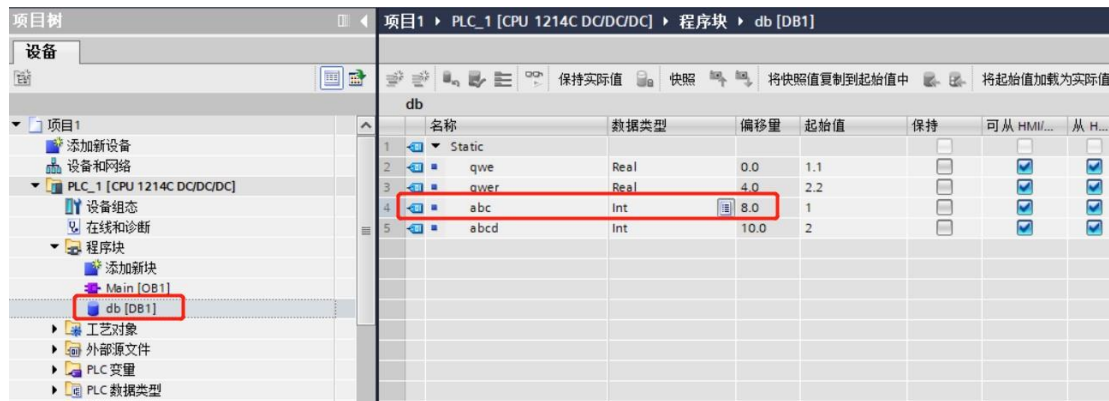 项目树
项目1 ▸ PLC_1 [CPU 1214C DC/DC/DC] ▸ 程序块 ▸ db [DB1]
设备
保持实际值 快照 将快照值复制到起始值中 将起始值加载为实际值
db
名称 数据类型 偏移量 起始值 保持 可从 HMI/... 从 H...
1 Static
2 qwe Real 0.0 1.1
3 qwer Real 4.0 2.2
4 abc Int 8.0 1
5 abcd Int 10.0 2
项目1
添加新设备
设备和网络
PLC_1 [CPU 1214C DC/DC/DC]
设备组态
在线和诊断
程序块
添加新块
Main [OB1]
db [DB1]
工艺对象
外部源文件
PLC 变量
PLC 数据类型